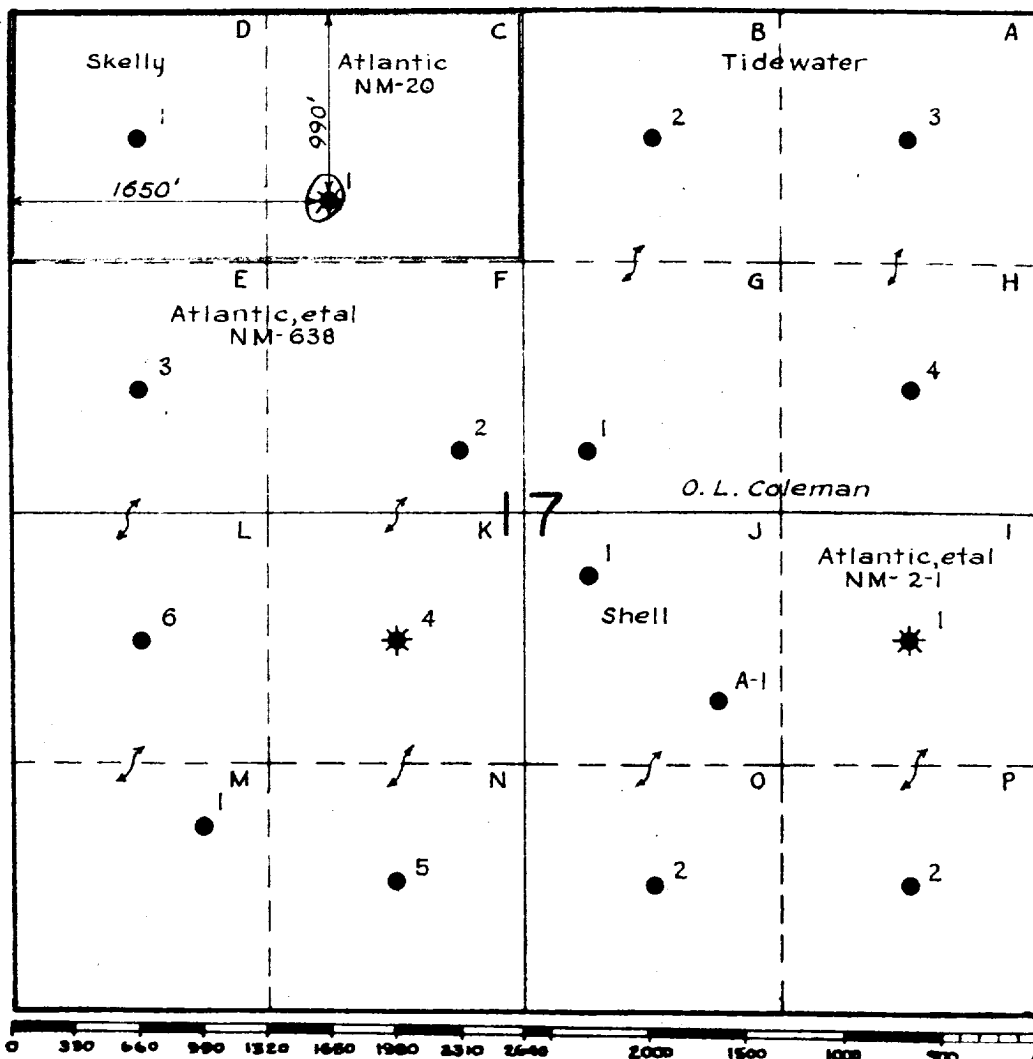 D C B A
Skelly Atlantic Tidewater
NM-20
1 990' 2 3
1650' 1
E F G H
Atlantic, etal
NM-638
3 4
2 1
O. L. Coleman
17
L K J I
1 Atlantic, etal
NM-2-1
Shell
6 4 1
A-1
M N O P
1
5 2 2
0 330 660 990 1320 1650 1980 2310 2640 2000 1500 1000 500